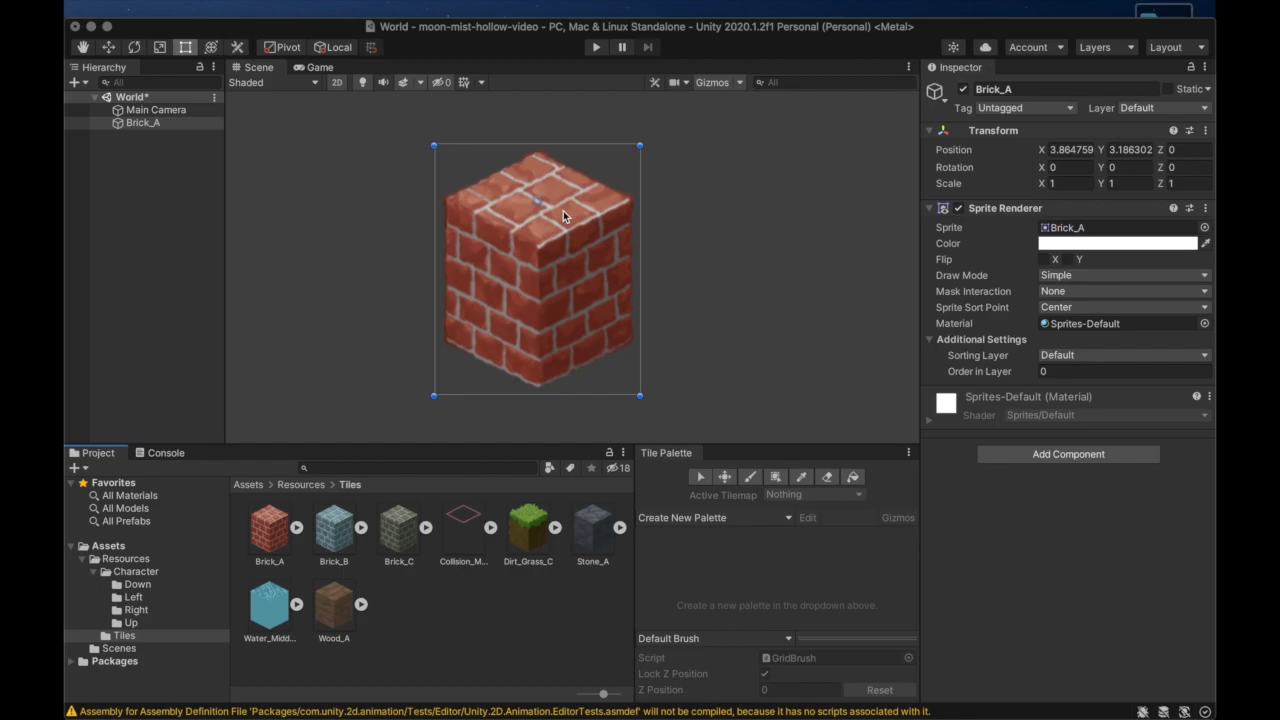 World - moon-mist-hollow-video - PC, Mac & Linux Standalone - Unity 2020.1.2f1 Personal (Personal) <Metal>
Pivot Local Account Layers Layout
Hierarchy
All
World*
Main Camera
Brick_A
Scene Game
Shaded 2D 0 Gizmos All
Inspector
Brick_A Static
Tag Untagged Layer Default
Transform
Position X 3.864759 Y 3.186302 Z 0
Rotation X 0 Y 0 Z 0
Scale X 1 Y 1 Z 1
Sprite Renderer
Sprite Brick_A
Color
Flip X Y
Draw Mode Simple
Mask Interaction None
Sprite Sort Point Center
Material Sprites-Default
Additional Settings
Sorting Layer Default
Order in Layer 0
Sprites-Default (Material)
Shader Sprites/Default
Add Component
Project Console
18
Favorites
All Materials
All Models
All Prefabs
Assets
Resources
Character
Down
Left
Right
Up
Tiles
Scenes
Packages
Assets Resources Tiles
Brick_A Brick_B Brick_C Collision_M... Dirt_Grass_C Stone_A
Water_Midd... Wood_A
Tile Palette
Active Tilemap Nothing
Create New Palette Edit Gizmos
Create a new palette in the dropdown above.
Default Brush
Script GridBrush
Lock Z Position
Z Position 0 Reset
Assembly for Assembly Definition File 'Packages/com.unity.2d.animation/Tests/Editor/Unity.2D.Animation.EditorTests.asmdef' will not be compiled, because it has no scripts associated with it.